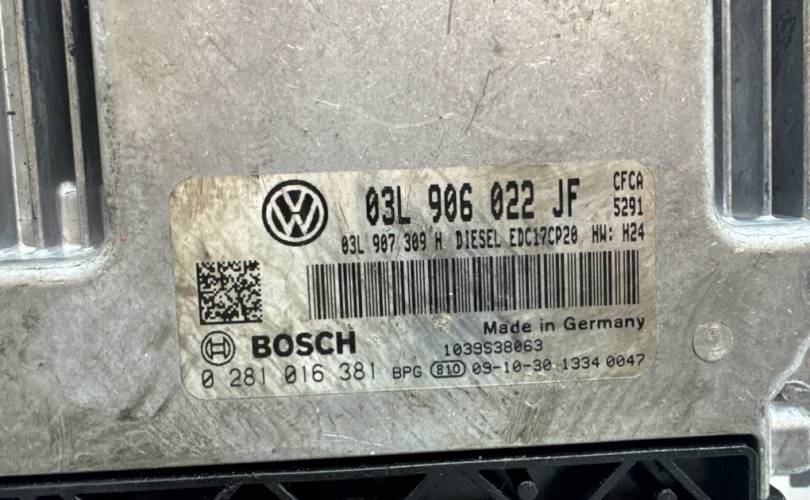 03L 906 022 JF CFCA
5291
03L 907 309 H DIESEL EDC17CP20 HW: H24
Made in Germany
BOSCH 1039S38063
0 281 016 381 BPG 810 09-10-30 1334 0047